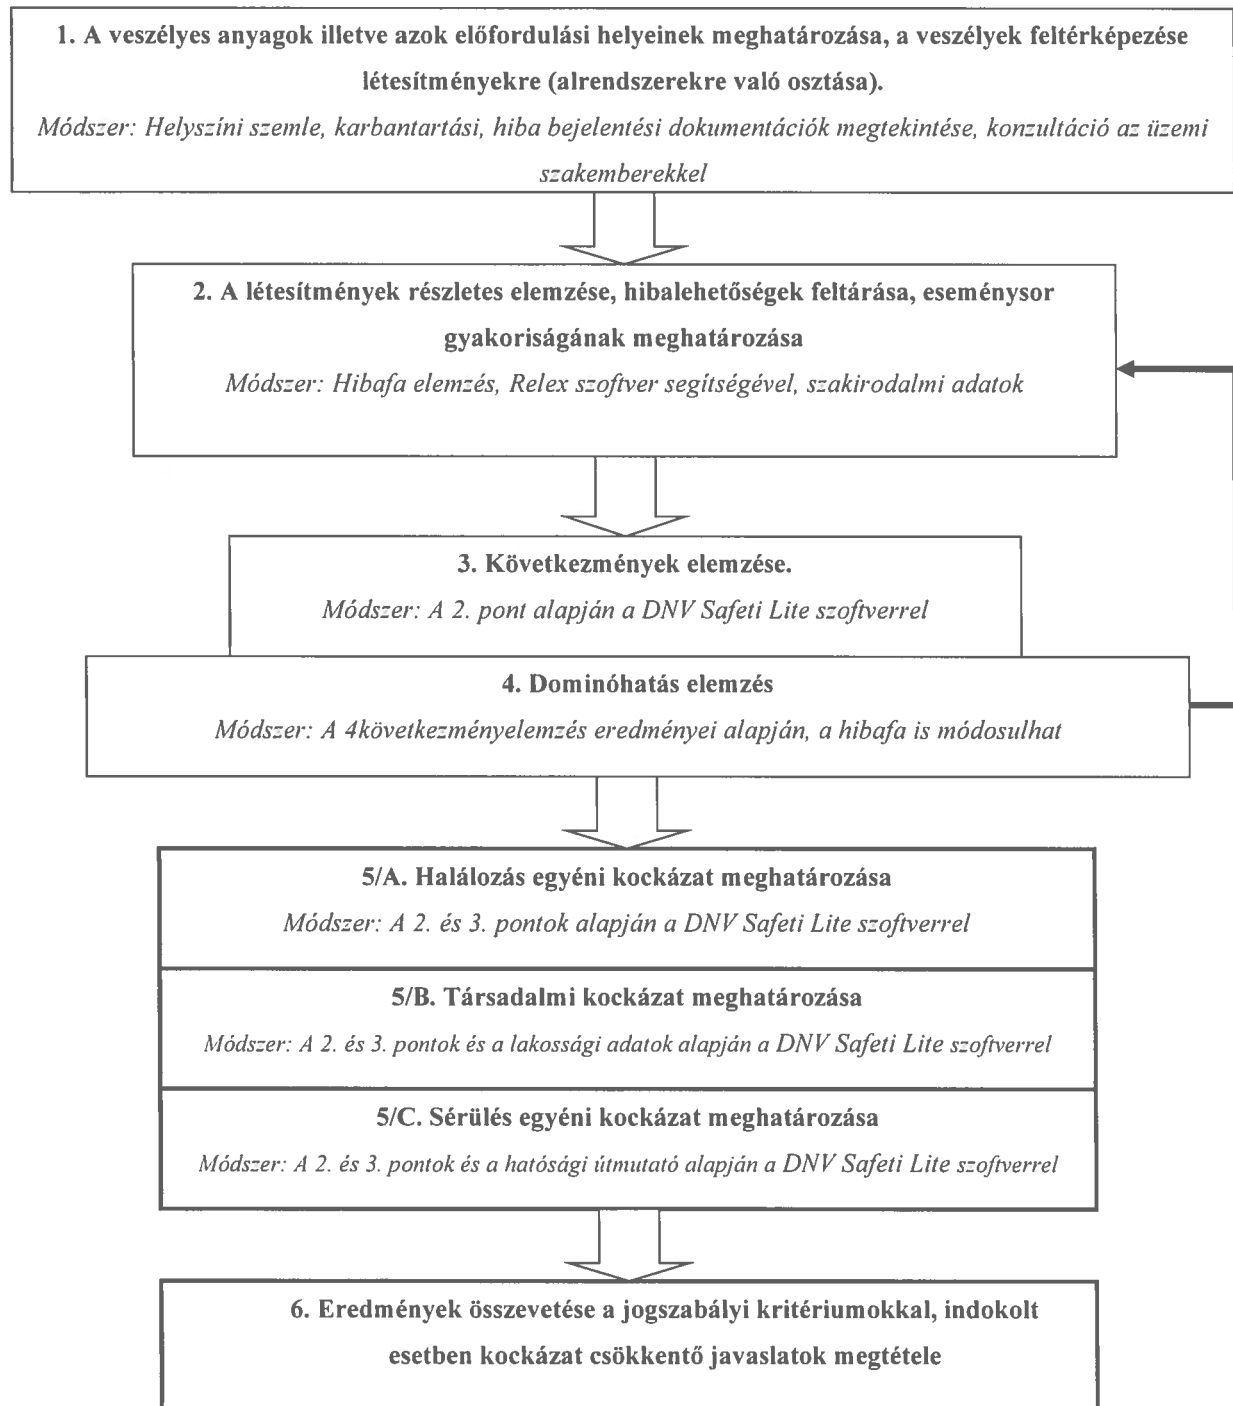 1. A veszélyes anyagok illetve azok előfordulási helyeinek meghatározása, a veszélyek feltérképezése
létesítményekre (alrendszerekre való osztása).
Módszer: Helyszíni szemle, karbantartási, hiba bejelentési dokumentációk megtekintése, konzultáció az üzemi
szakemberekkel
2. A létesítmények részletes elemzése, hibalehetőségek feltárása, eseménysor
gyakoriságának meghatározása
Módszer: Hibafa elemzés, Relex szoftver segítségével, szakirodalmi adatok
3. Következmények elemzése.
Módszer: A 2. pont alapján a DNV Safeti Lite szoftverrel
4. Dominóhatás elemzés
Módszer: A 4következményelemzés eredményei alapján, a hibafa is módosulhat
5/A. Halálozás egyéni kockázat meghatározása
Módszer: A 2. és 3. pontok alapján a DNV Safeti Lite szoftverrel
5/B. Társadalmi kockázat meghatározása
Módszer: A 2. és 3. pontok és a lakossági adatok alapján a DNV Safeti Lite szoftverrel
5/C. Sérülés egyéni kockázat meghatározása
Módszer: A 2. és 3. pontok és a hatósági útmutató alapján a DNV Safeti Lite szoftverrel
6. Eredmények összevetése a jogszabályi kritériumokkal, indokolt
esetben kockázat csökkentő javaslatok megtétele